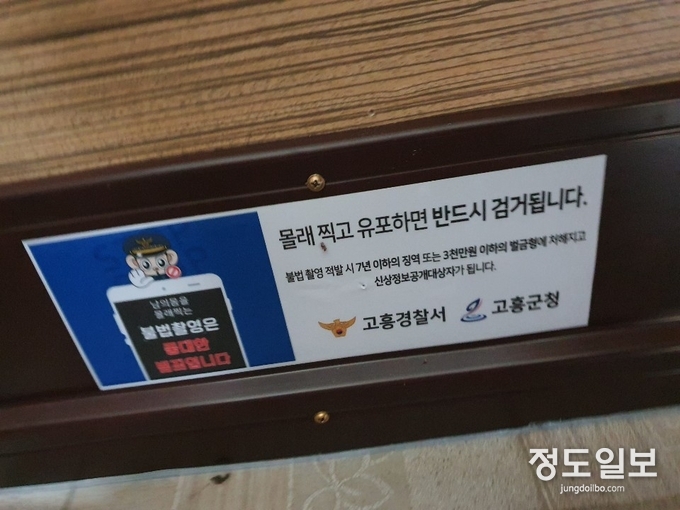 몰래 찍고 유포하면 반드시 검거됩니다.
불법 촬영 적발 시 7년 이하의 징역 또는 3천만원 이하의 벌금형에 처해지고
신상정보공개대상자가 됩니다.
고흥경찰서 고흥군청
남의몸을
몰래찍는
불법촬영은
중대한
범죄입니다
정도일보
jungdoilbo.com